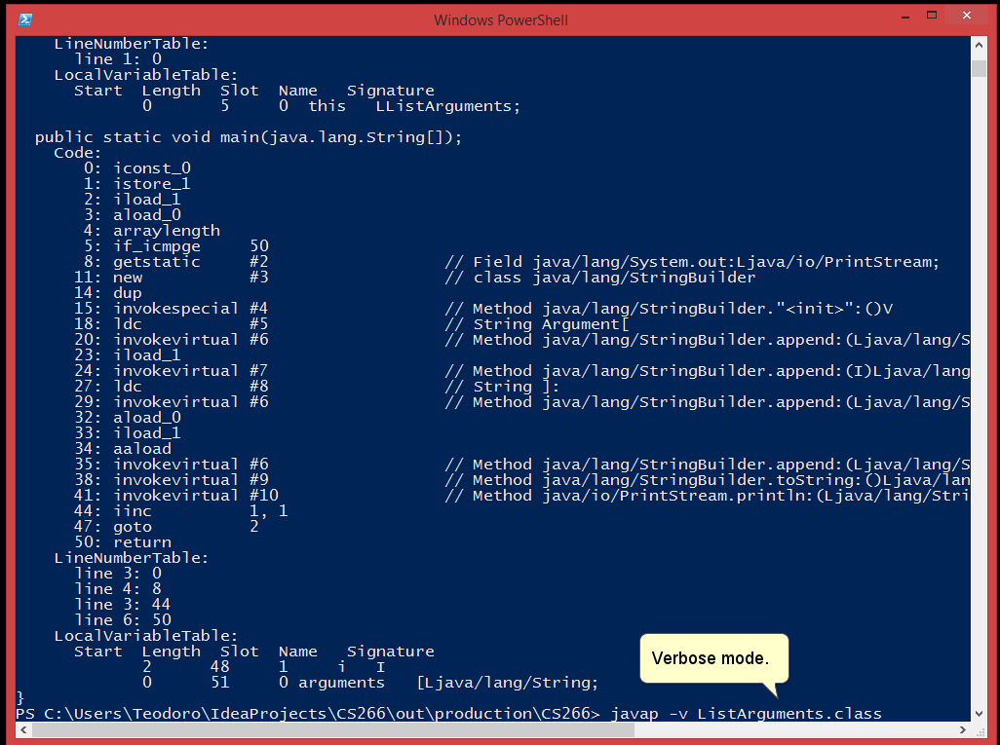 Windows PowerShell
LineNumberTable:
line 1: 0
LocalVariableTable:
Start Length Slot Name Signature
0 5 0 this LListArguments;
public static void main(java.lang.String[]);
Code:
0: iconst_0
1: istore_1
2: iload_1
3: aload_0
4: arraylength
5: if_icmpge 50
8: getstatic #2 // Field java/lang/System.out:Ljava/io/PrintStream;
11: new #3 // class java/lang/StringBuilder
14: dup
15: invokespecial #4 // Method java/lang/StringBuilder."<init>":()V
18: ldc #5 // String Argument[
20: invokevirtual #6 // Method java/lang/StringBuilder.append:(Ljava/lang/S
23: iload_1
24: invokevirtual #7 // Method java/lang/StringBuilder.append:(I)Ljava/lang
27: ldc #8 // String ]:
29: invokevirtual #6 // Method java/lang/StringBuilder.append:(Ljava/lang/S
32: aload_0
33: iload_1
34: aaload
35: invokevirtual #6 // Method java/lang/StringBuilder.append:(Ljava/lang/S
38: invokevirtual #9 // Method java/lang/StringBuilder.toString:()Ljava/lan
41: invokevirtual #10 // Method java/io/PrintStream.println:(Ljava/lang/Stri
44: iinc 1, 1
47: goto 2
50: return
LineNumberTable:
line 3: 0
line 4: 8
line 3: 44
line 6: 50
LocalVariableTable:
Start Length Slot Name Signature
2 48 1 i I
0 51 0 arguments [Ljava/lang/String;
}
Verbose mode.
PS C:\Users\Teodoro\IdeaProjects\CS266\out\production\CS266> javap -v ListArguments.class